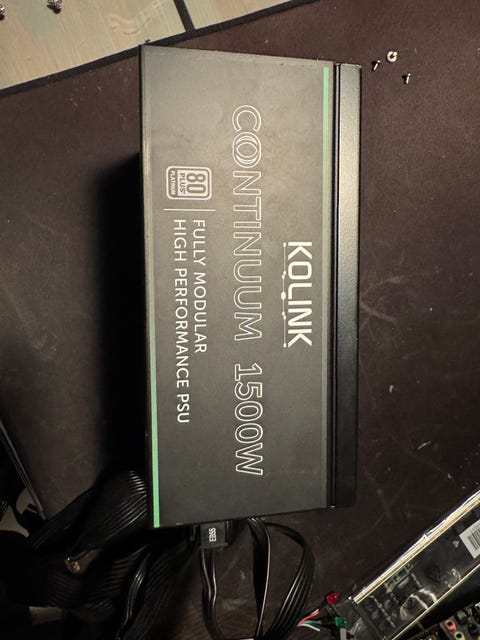 KOLINK
CONTINUUM 1500W
80
PLUS
PLATINUM
FULLY MODULAR
HIGH PERFORMANCE PSU